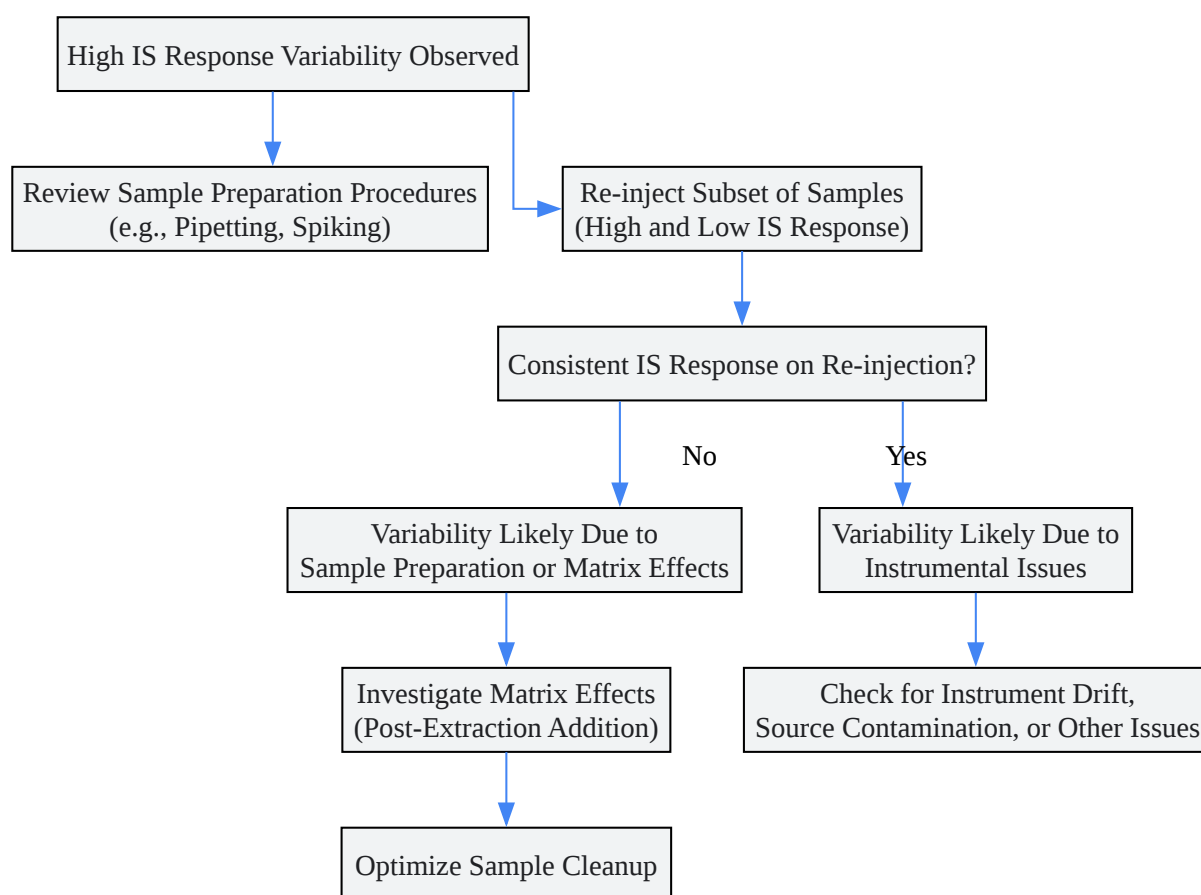 High IS Response Variability Observed
Review Sample Preparation Procedures
(e.g., Pipetting, Spiking)
Re-inject Subset of Samples
(High and Low IS Response)
Consistent IS Response on Re-injection?
No
Yes
Variability Likely Due to
Sample Preparation or Matrix Effects
Variability Likely Due to
Instrumental Issues
Investigate Matrix Effects
(Post-Extraction Addition)
Check for Instrument Drift,
Source Contamination, or Other Issues
Optimize Sample Cleanup